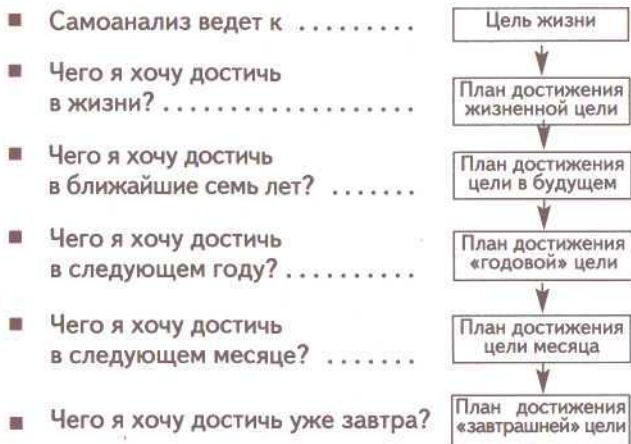 ■ Самоанализ ведет к .........
Цель жизни
■ Чего я хочу достичь
в жизни? ...................
План достижения
жизненной цели
■ Чего я хочу достичь
в ближайшие семь лет? .......
План достижения
цели в будущем
■ Чего я хочу достичь
в следующем году? ..........
План достижения
«годовой» цели
■ Чего я хочу достичь
в следующем месяце? .......
План достижения
цели месяца
■ Чего я хочу достичь уже завтра?
План достижения
«завтрашней» цели